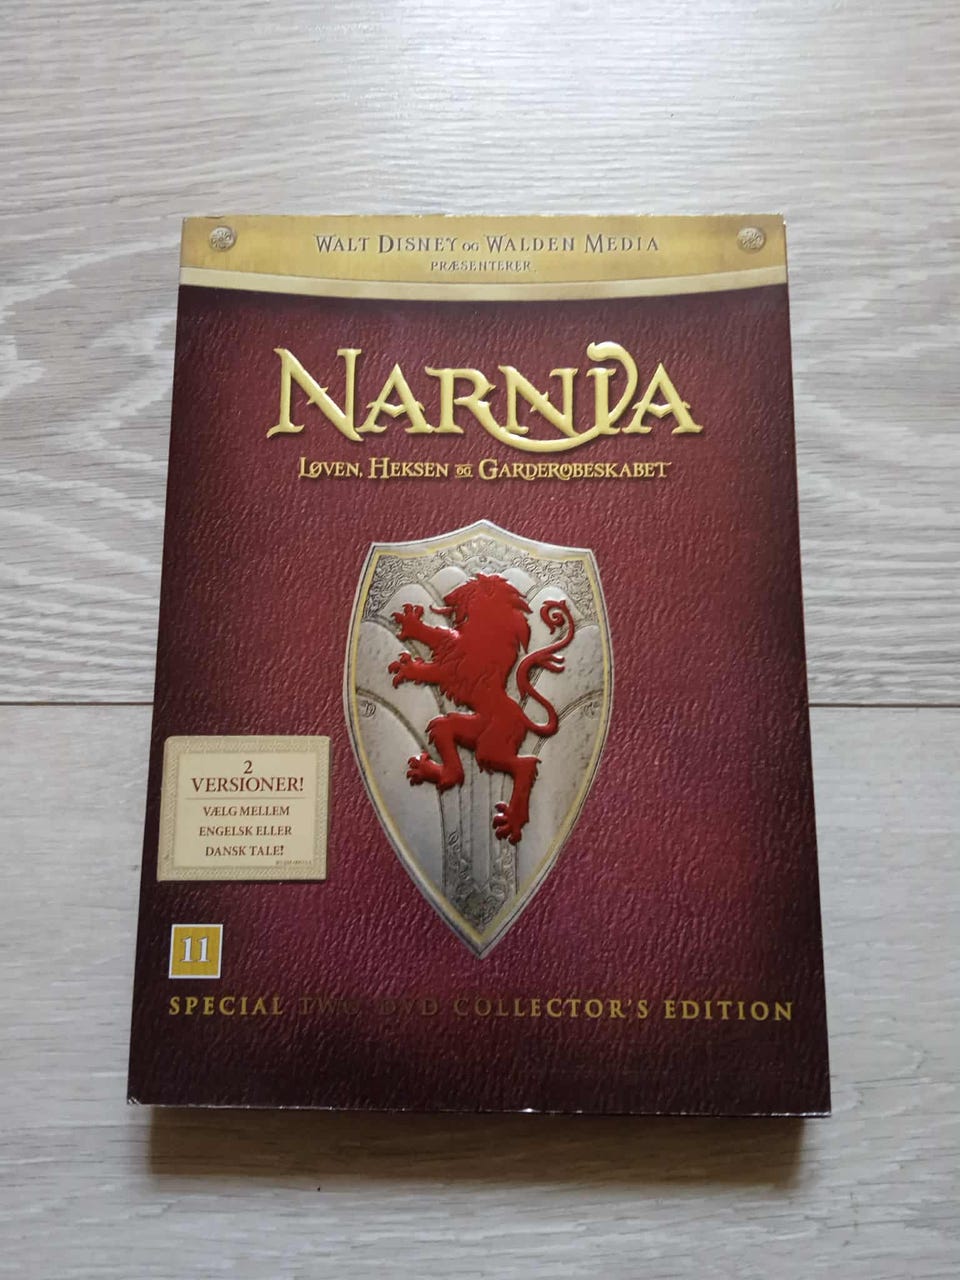 WALT DISNEY OG WALDEN MEDIA
PRÆSENTERER
NARNIA
LØVEN, HEKSEN OG GARDEROBESKABET
2
VERSIONER!
VÆLG MELLEM
ENGELSK ELLER
DANSK TALE!
11
SPECIAL TWO-DVD COLLECTOR'S EDITION